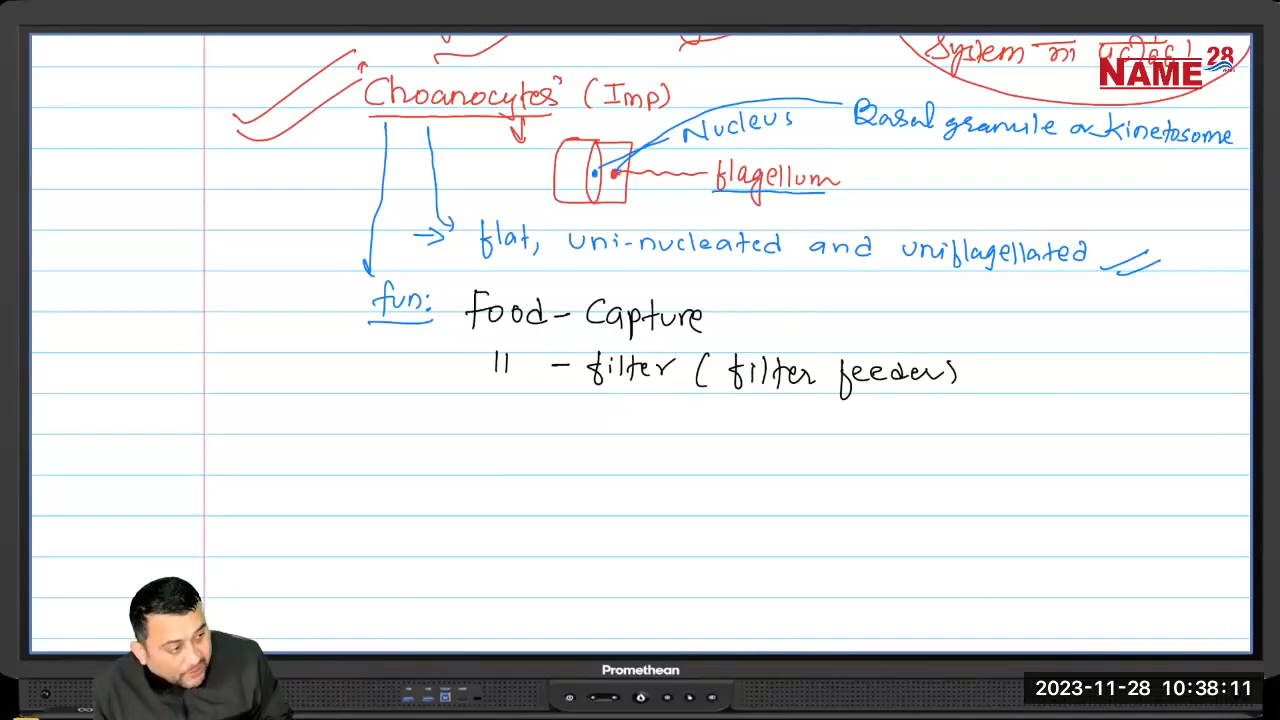 System
NAME 28
Choanocytes (Imp)
Nucleus
Basal granule or kinetosome
flagellum
→ flat, uni-nucleated and uniflagellated
fun: Food - Capture
" - filter ( filter feeders
Promethean
2023-11-28 10:38:11